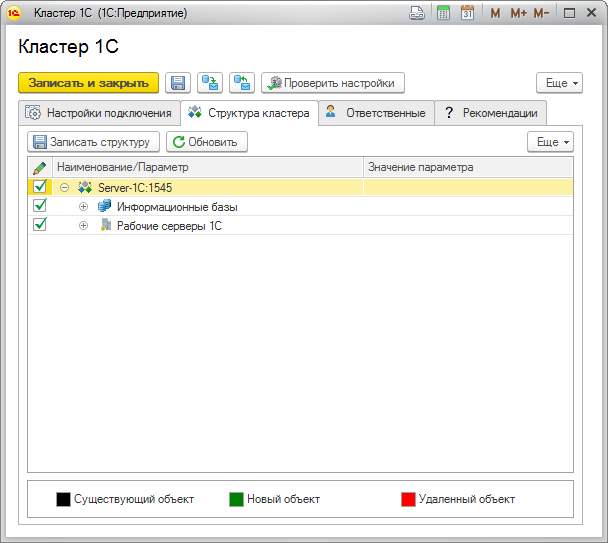 Кластер 1С (1С:Предприятие)
31 M M+ M-
Кластер 1С
Записать и закрыть Проверить настройки Еще
Настройки подключения Структура кластера Ответственные ? Рекомендации
Записать структуру Обновить Еще
Наименование/Параметр Значение параметра
Server-1C:1545
Информационные базы
Рабочие серверы 1С
Существующий объект Новый объект Удаленный объект